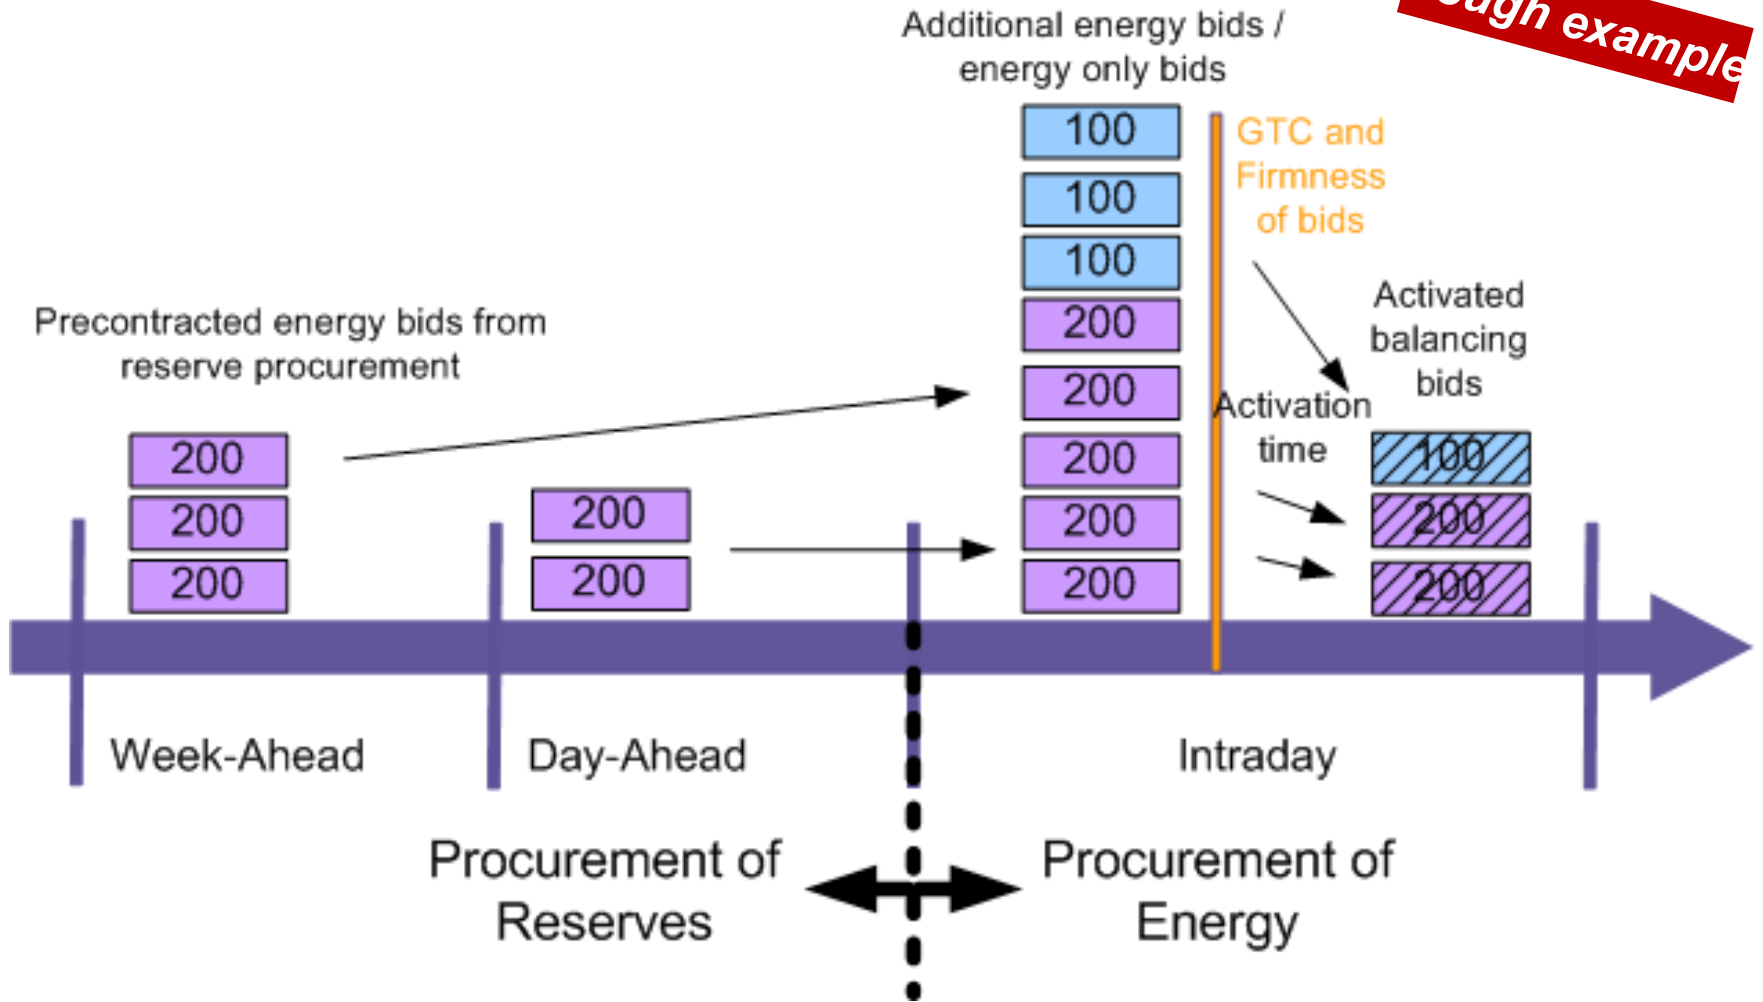 Additional energy bids /
energy only bids
example
GTC and
Firmness
of bids
100
100
100
200
200
200
200
200
Precontracted energy bids from
reserve procurement
200
200
200
200
200
Activated
balancing
bids
Activation
time
100
200
200
Week-Ahead
Day-Ahead
Intraday
Procurement of
Reserves
Procurement of
Energy